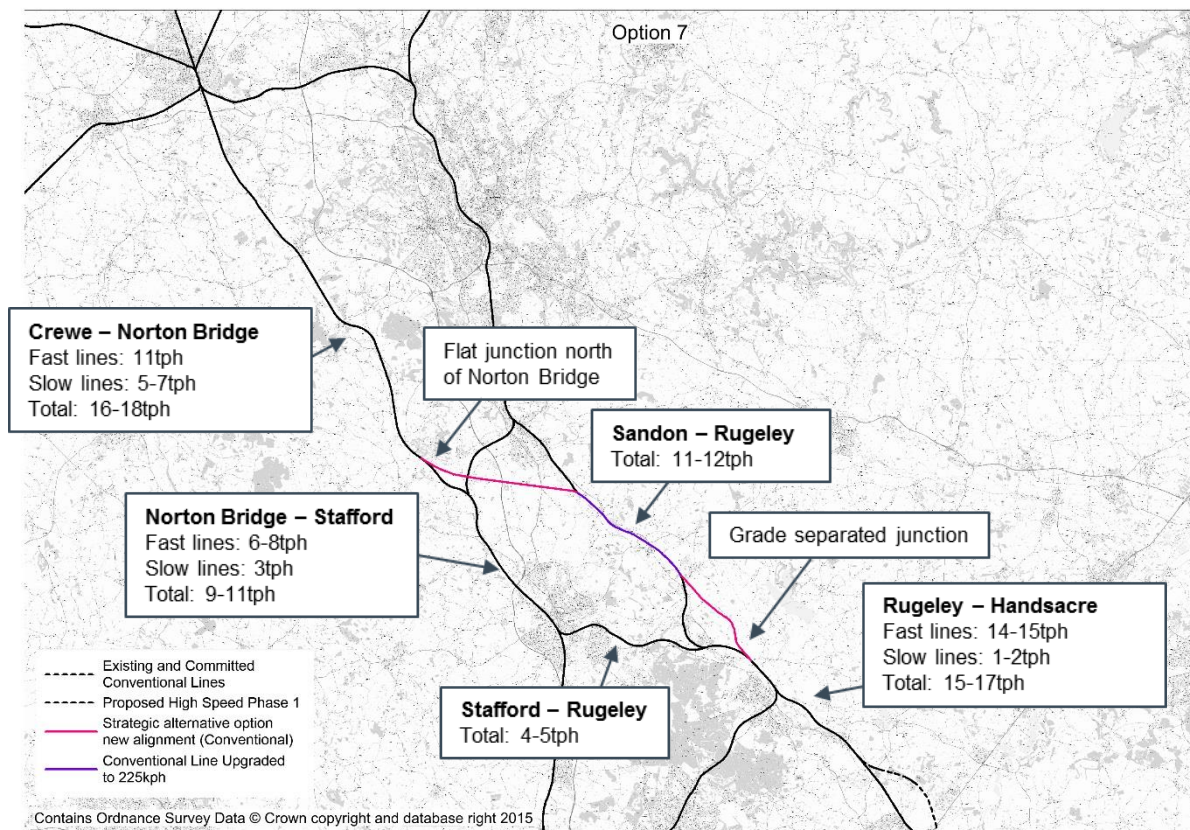 Option 7
Crewe – Norton Bridge
Fast lines: 11tph
Slow lines: 5-7tph
Total: 16-18tph
Flat junction north
of Norton Bridge
Sandon – Rugeley
Total: 11-12tph
Norton Bridge – Stafford
Fast lines: 6-8tph
Slow lines: 3tph
Total: 9-11tph
Grade separated junction
Rugeley – Handsacre
Fast lines: 14-15tph
Slow lines: 1-2tph
Total: 15-17tph
Stafford – Rugeley
Total: 4-5tph
Existing and Committed
Conventional Lines
Proposed High Speed Phase 1
Strategic alternative option
new alignment (Conventional)
Conventional Line Upgraded
to 225kph
Contains Ordnance Survey Data © Crown copyright and database right 2015